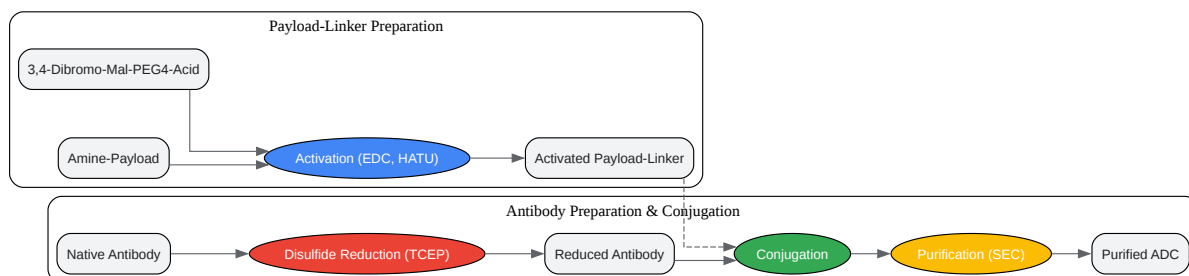 Payload-Linker Preparation
3,4-Dibromo-Mal-PEG4-Acid
Amine-Payload
Activation (EDC, HATU)
Activated Payload-Linker
Antibody Preparation & Conjugation
Native Antibody
Disulfide Reduction (TCEP)
Reduced Antibody
Conjugation
Purification (SEC)
Purified ADC